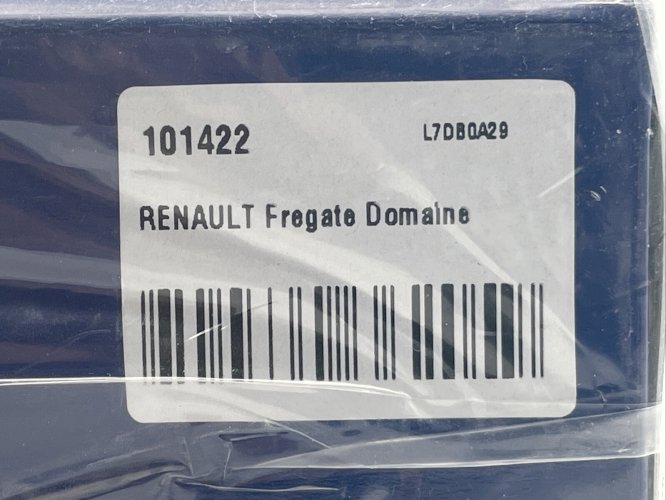 101422 L7DB0A29
RENAULT Fregate Domaine